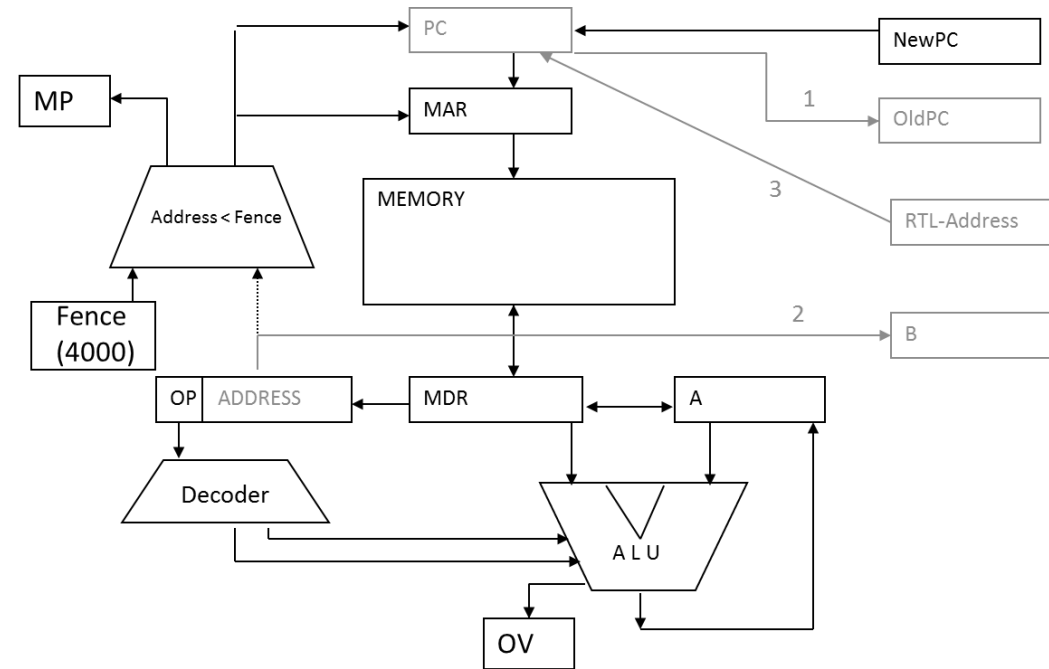 PC
NewPC
MP
MAR
1
OldPC
MEMORY
3
Address < Fence
RTL-Address
Fence
(4000)
2
B
OP
ADDRESS
MDR
A
Decoder
A L U
OV